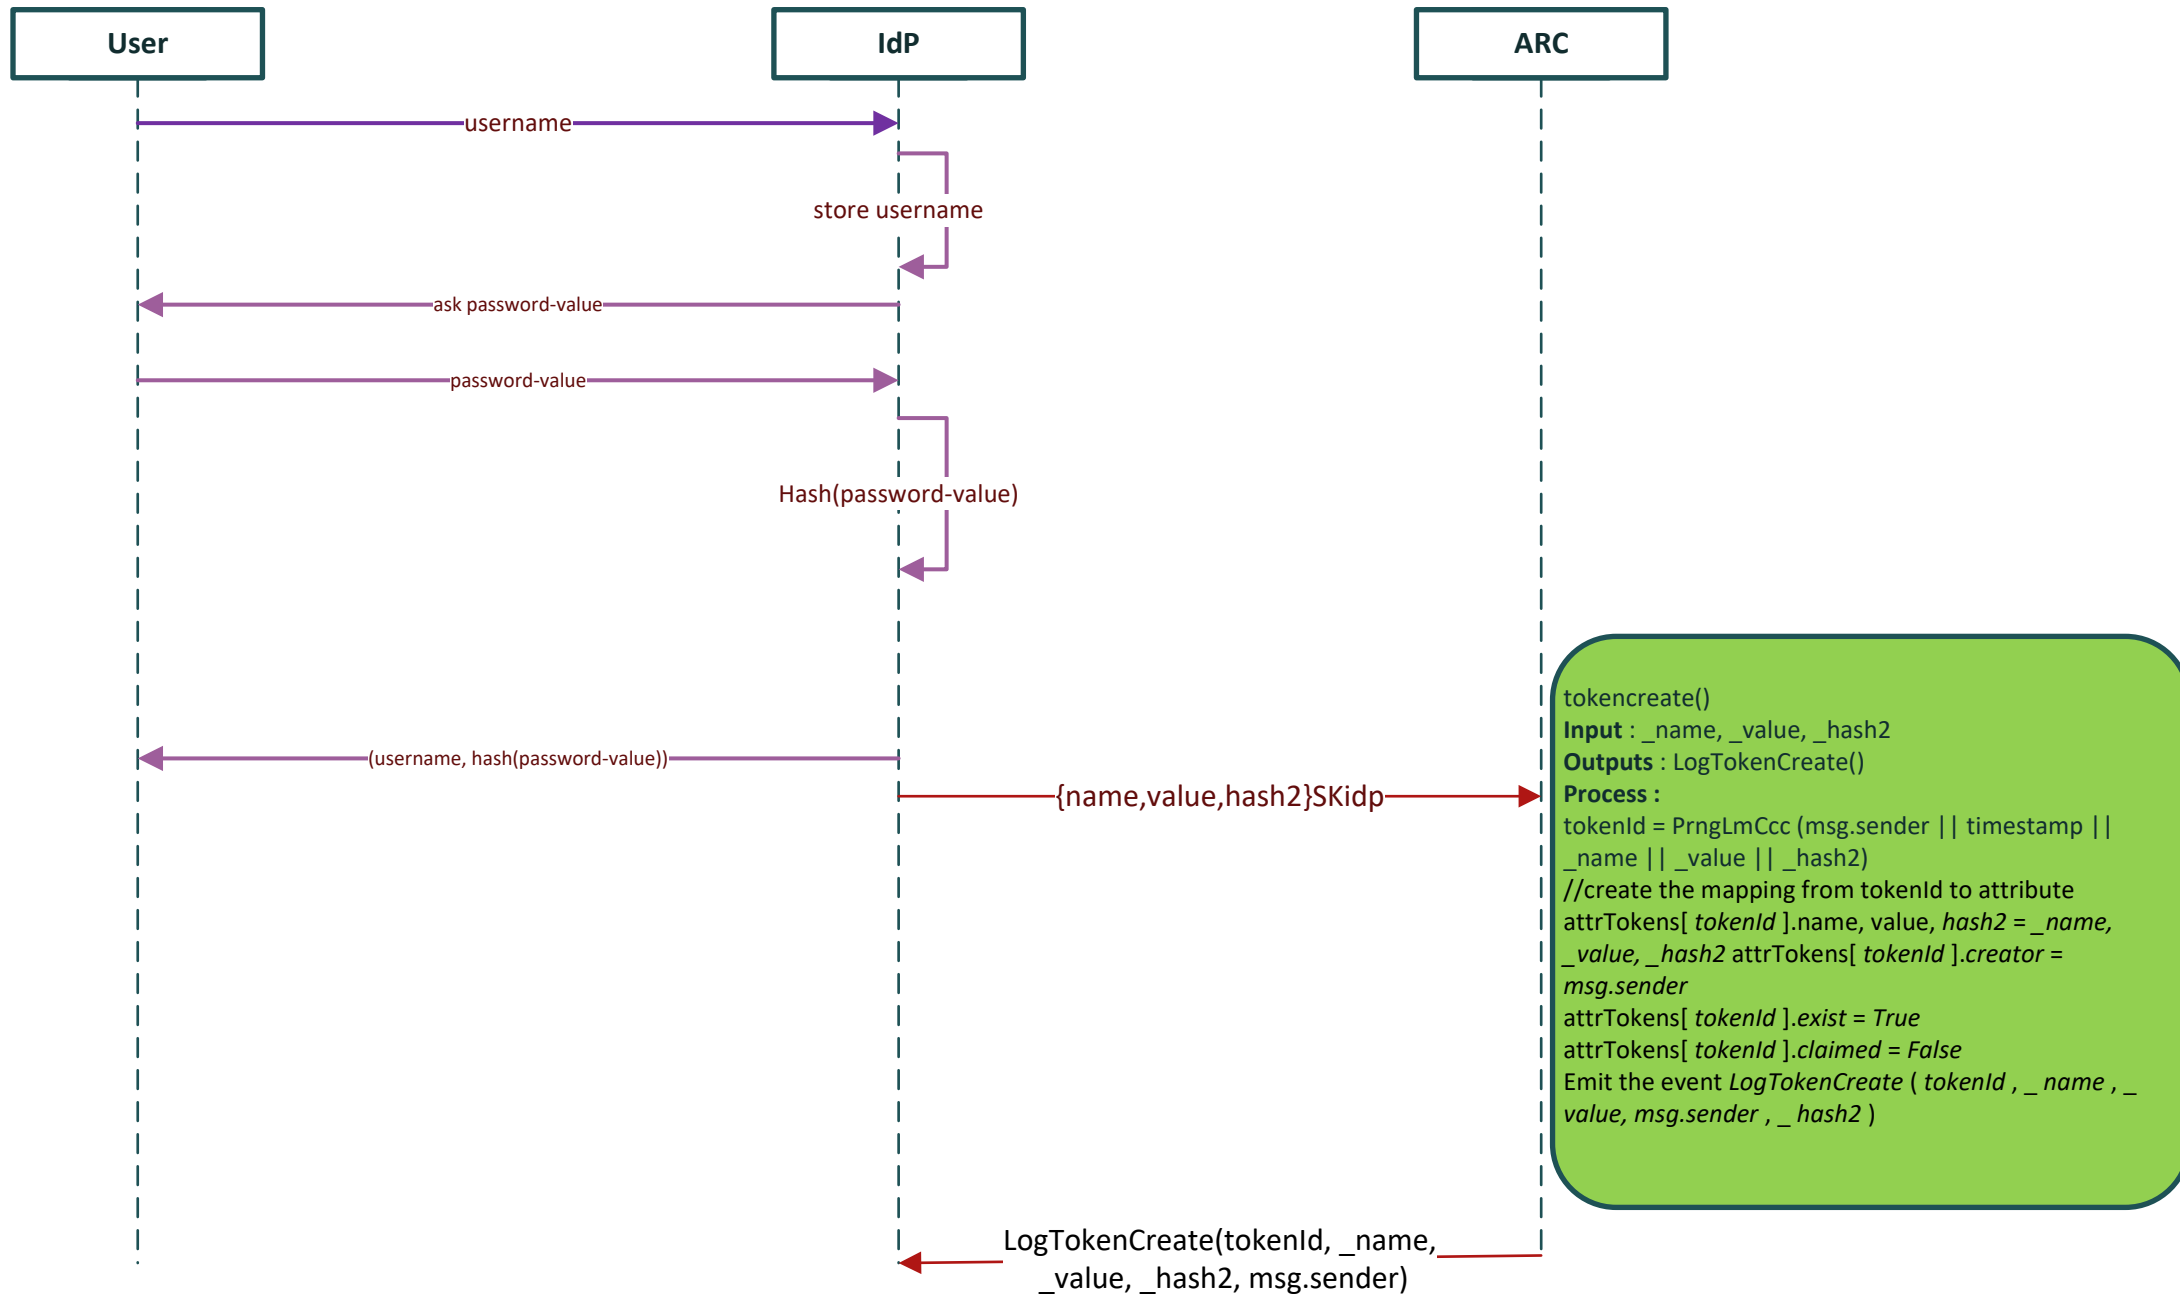 User
IdP
ARC
username
store username
ask password-value
password-value
Hash(password-value)
(username, hash(password-value))
{name,value,hash2}SKidp
tokencreate()
Input : _name, _value, _hash2
Outputs : LogTokenCreate()
Process :
tokenId = PrngLmCcc (msg.sender || timestamp ||
_name || _value || _hash2)
//create the mapping from tokenId to attribute
attrTokens[ tokenId ].name, value, hash2 = _name,
_value, _hash2 attrTokens[ tokenId ].creator =
msg.sender
attrTokens[ tokenId ].exist = True
attrTokens[ tokenId ].claimed = False
Emit the event LogTokenCreate ( tokenId , _ name , _
value, msg.sender , _ hash2 )
LogTokenCreate(tokenId, _name,
_value, _hash2, msg.sender)